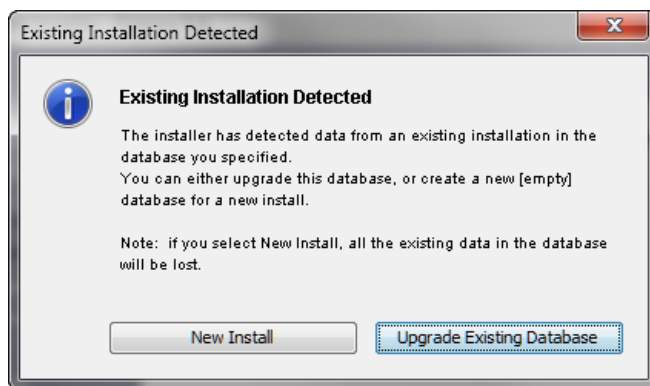 Existing Installation Detected
Existing Installation Detected
The installer has detected data from an existing installation in the
database you specified.
You can either upgrade this database, or create a new [empty]
database for a new install.
Note: if you select New Install, all the existing data in the database
will be lost.
New Install
Upgrade Existing Database